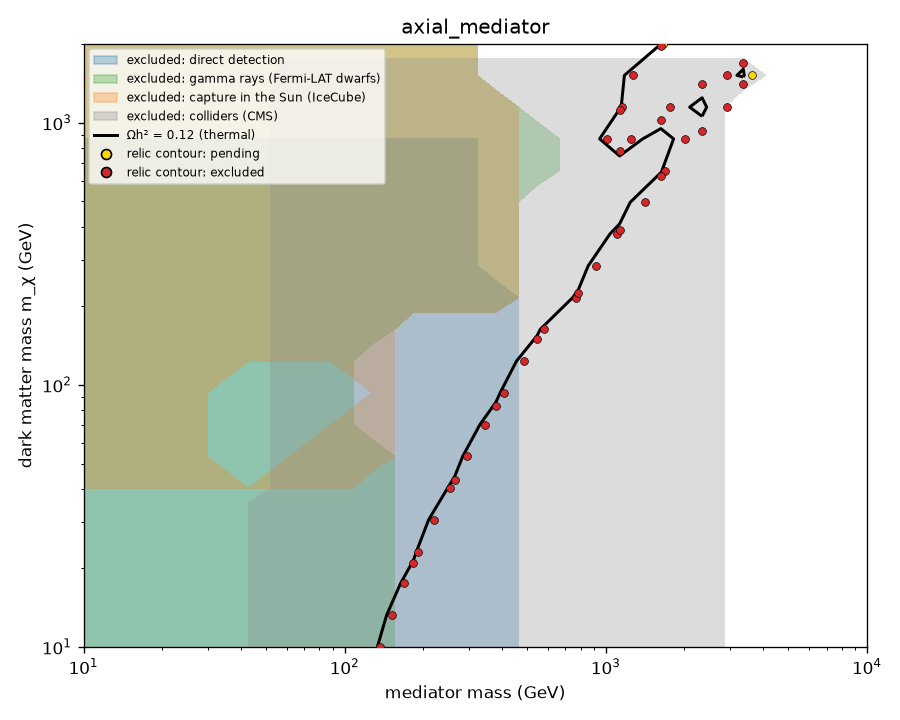 axial_mediator
excluded: direct detection
excluded: gamma rays (Fermi-LAT dwarfs)
excluded: capture in the Sun (IceCube)
excluded: colliders (CMS)
Ωh² = 0.12 (thermal)
relic contour: pending
relic contour: excluded
dark matter mass m_χ (GeV)
10³
10²
10¹
10¹ 10² 10³ 10⁴
mediator mass (GeV)